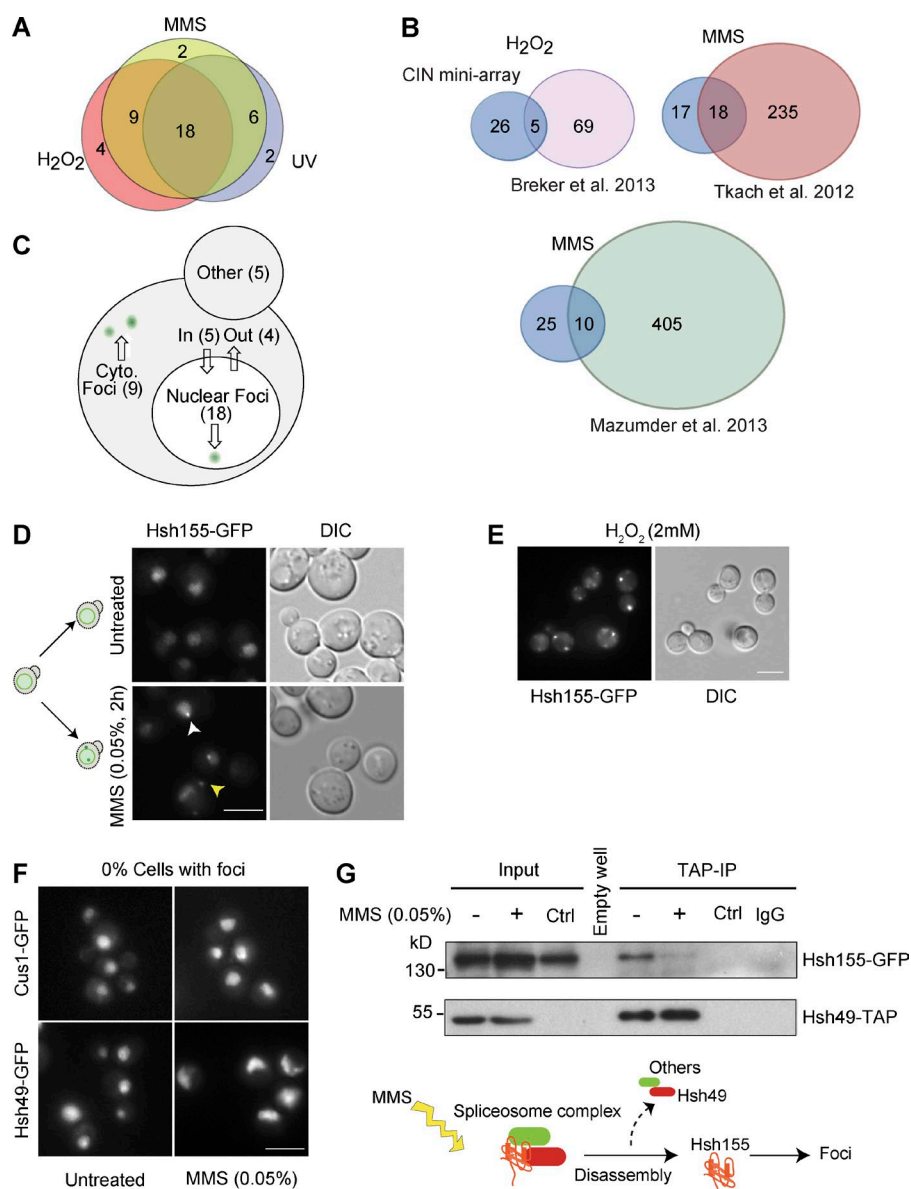 A
MMS
2
9
6
18
4
2
H2O2
UV
B
H2O2
CIN mini-array
26
5
69
Breker et al. 2013
MMS
17
18
235
Tkach et al. 2012
MMS
25
10
405
Mazumder et al. 2013
C
Other (5)
In (5) Out (4)
Cyto.
Foci (9)
Nuclear Foci
(18)
D
Hsh155-GFP
DIC
Untreated
MMS (0.05%, 2h)
E
H2O2 (2mM)
Hsh155-GFP
DIC
F
0% Cells with foci
Cus1-GFP
Hsh49-GFP
Untreated
MMS (0.05%)
G
Input
Empty well
TAP-IP
MMS (0.05%)
- + Ctrl - + Ctrl IgG
kD
130
Hsh155-GFP
55
Hsh49-TAP
MMS
Spliceosome complex
Others
Hsh49
Disassembly
Hsh155
Foci